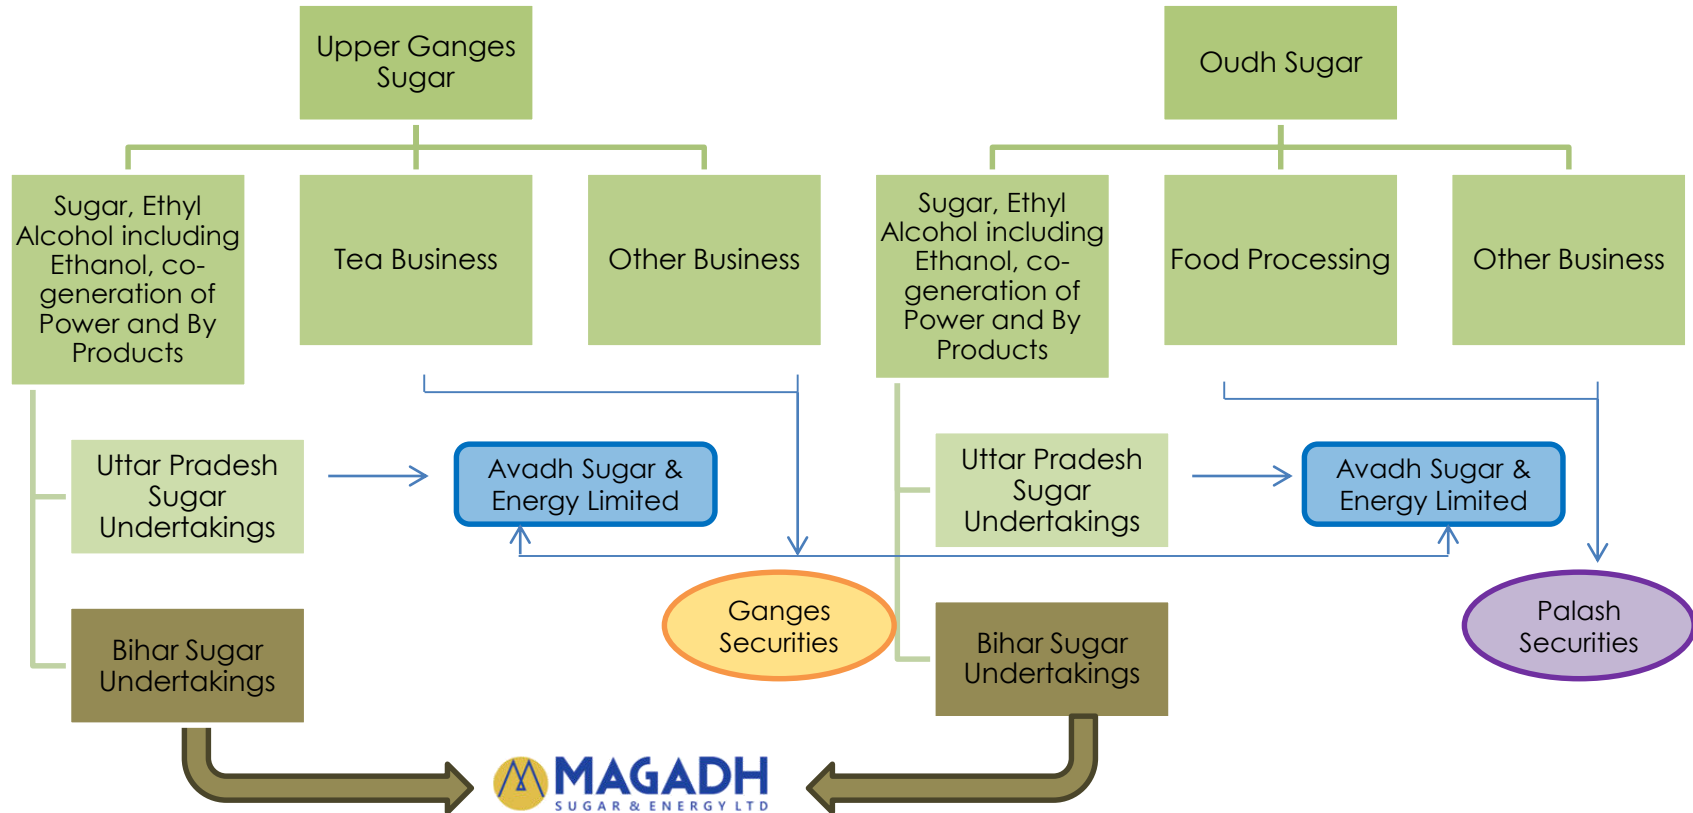 Upper Ganges
Sugar
Oudh Sugar
Sugar, Ethyl
Alcohol including
Ethanol, co-
generation of
Power and By
Products
Tea Business
Other Business
Sugar, Ethyl
Alcohol including
Ethanol, co-
generation of
Power and By
Products
Food Processing
Other Business
Uttar Pradesh
Sugar
Undertakings
Avadh Sugar &
Energy Limited
Uttar Pradesh
Sugar
Undertakings
Avadh Sugar &
Energy Limited
Bihar Sugar
Undertakings
Ganges
Securities
Bihar Sugar
Undertakings
Palash
Securities
MAGADH
SUGAR & ENERGY LTD